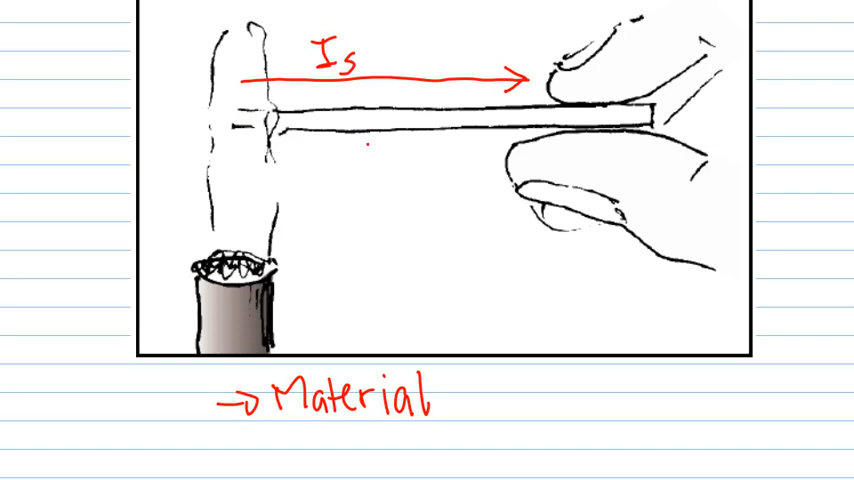 Is
→ Material